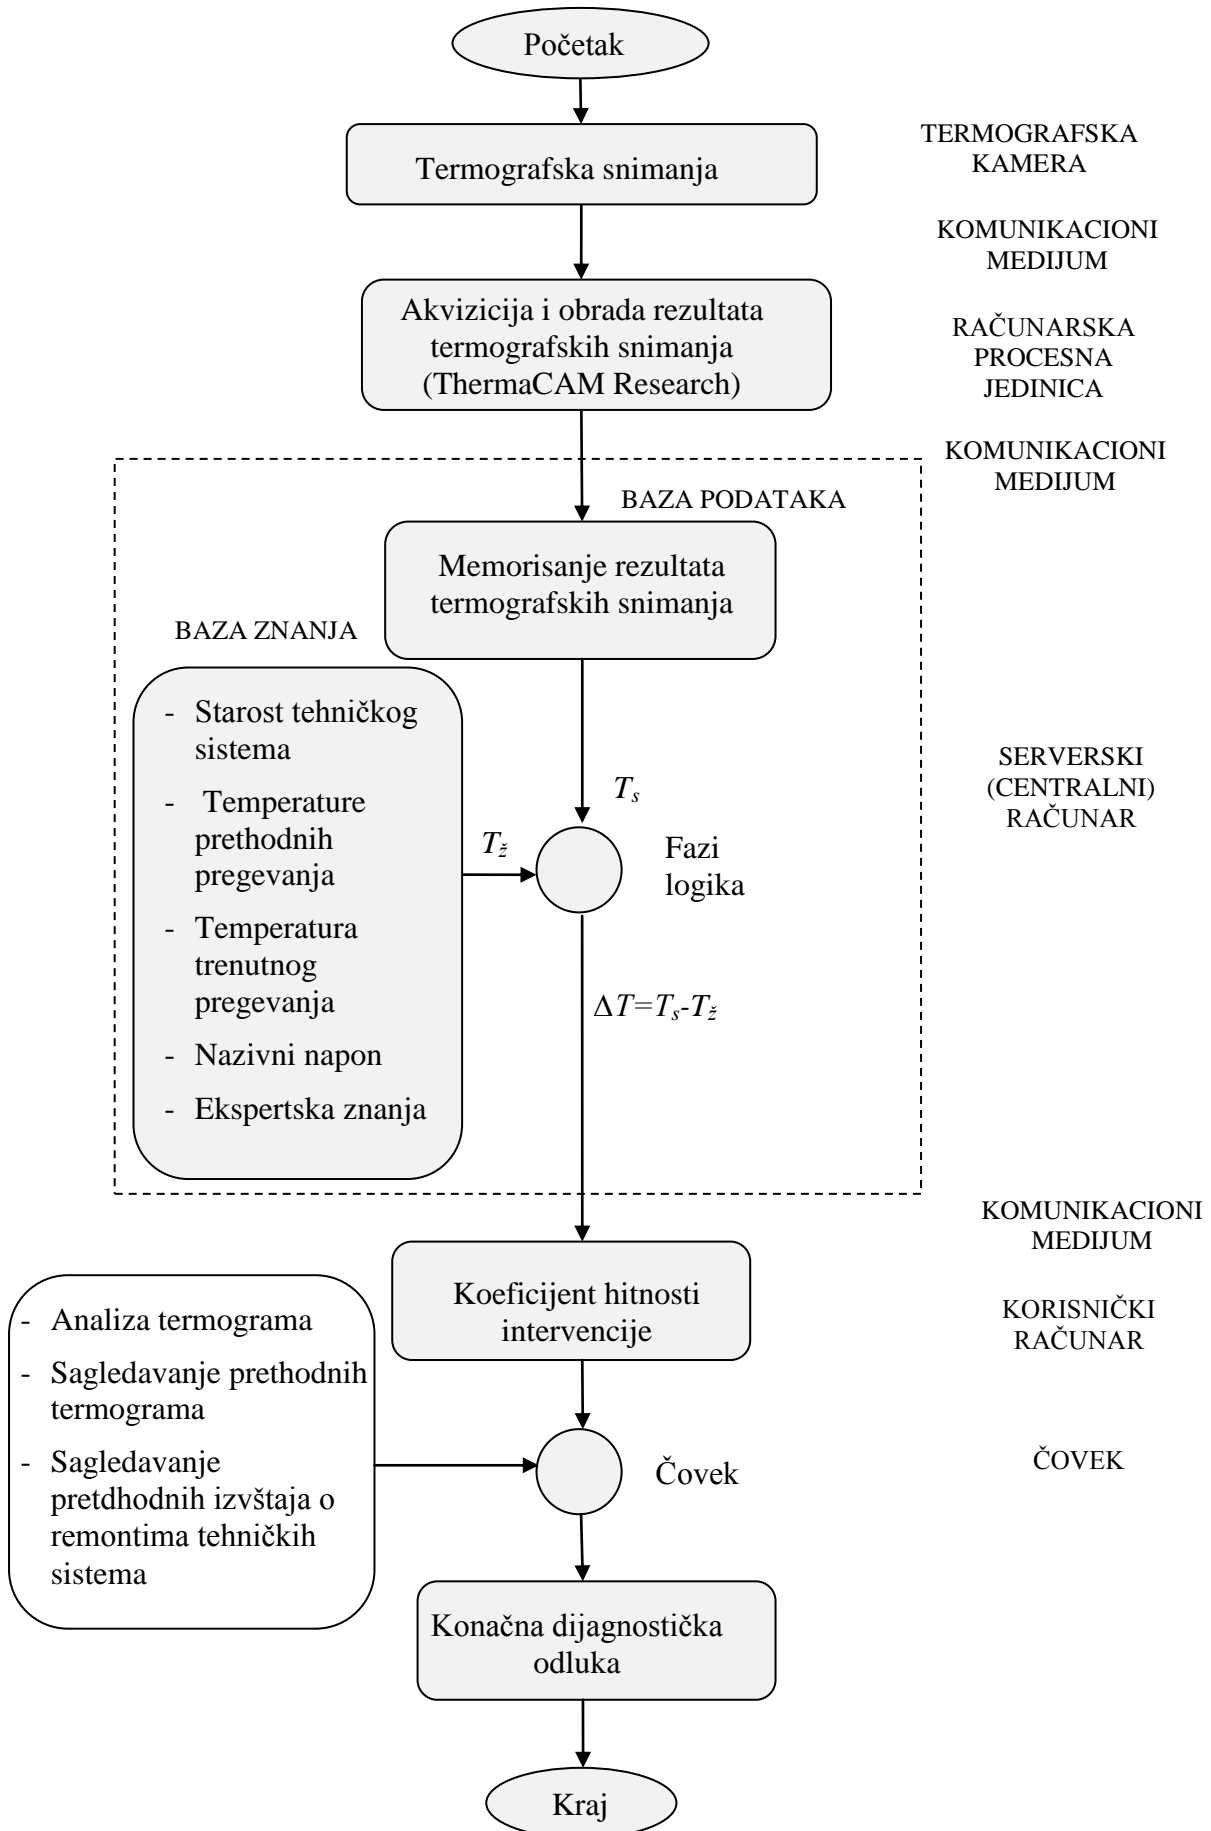 Početak
Termografska snimanja
TERMOGRAFSKA
KAMERA
KOMUNIKACIONI
MEDIJUM
Akvizicija i obrada rezultata
termografskih snimanja
(ThermaCAM Research)
RAČUNARSKA
PROCESNA
JEDINICA
KOMUNIKACIONI
MEDIJUM
BAZA PODATAKA
Memorisanje rezultata
termografskih snimanja
BAZA ZNANJA
- Starost tehničkog
sistema
- Temperature
prethodnih
pregevanja
- Temperatura
trenutnog
pregevanja
- Nazivni napon
- Ekspertska znanja
Ts
Tž
Fazi
logika
ΔT=Ts-Tž
SERVERSKI
(CENTRALNI)
RAČUNAR
KOMUNIKACIONI
MEDIJUM
Koeficijent hitnosti
intervencije
KORISNIČKI
RAČUNAR
- Analiza termograma
- Sagledavanje prethodnih
termograma
- Sagledavanje
pretdhodnih izvštaja o
remontima tehničkih
sistema
Čovek
ČOVEK
Konačna dijagnostička
odluka
Kraj